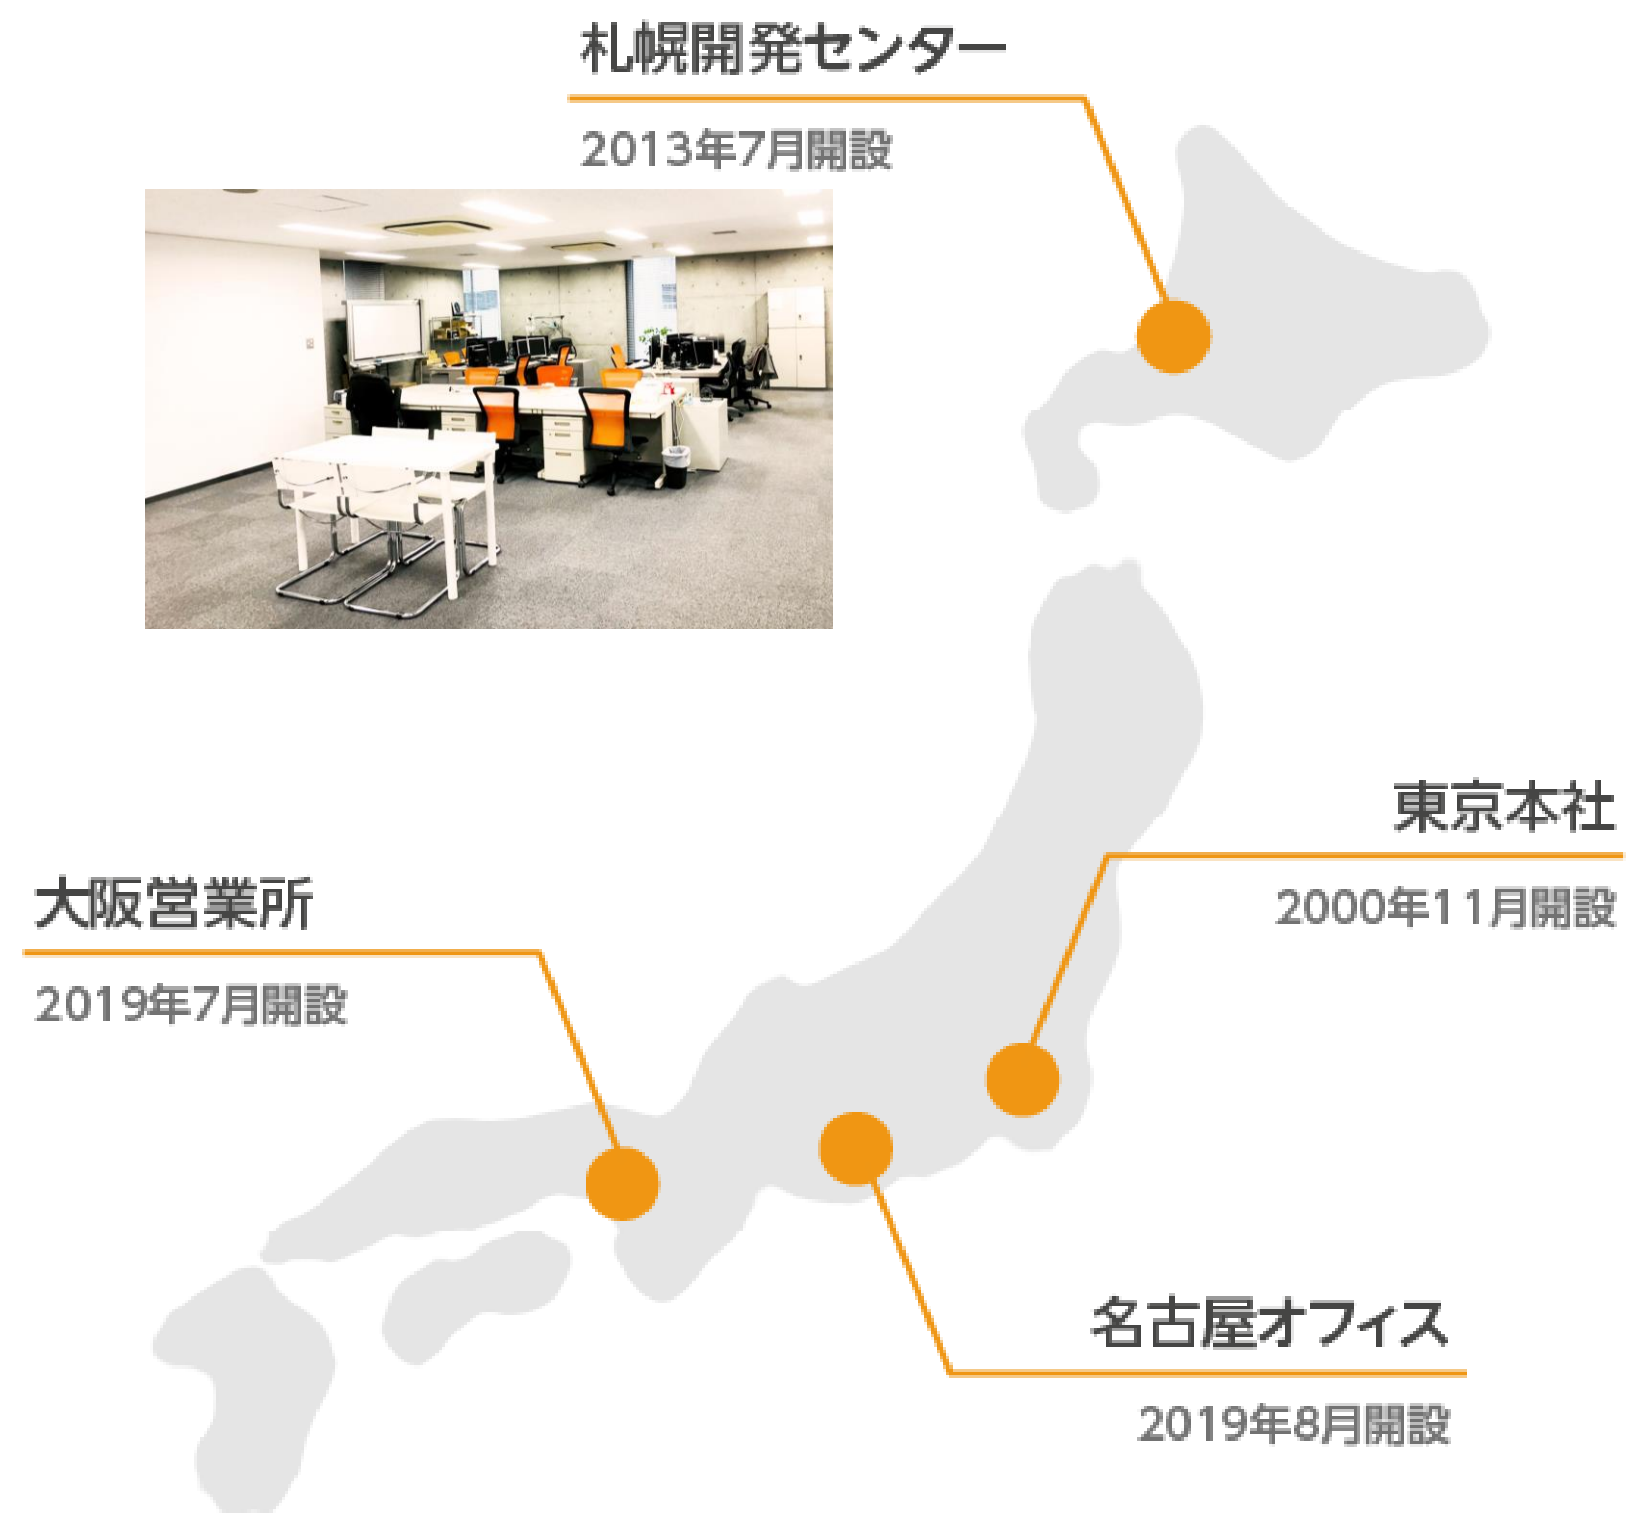 札幌開発センター
2013年7月開設
東京本社
2000年11月開設
大阪営業所
2019年7月開設
名古屋オフィス
2019年8月開設